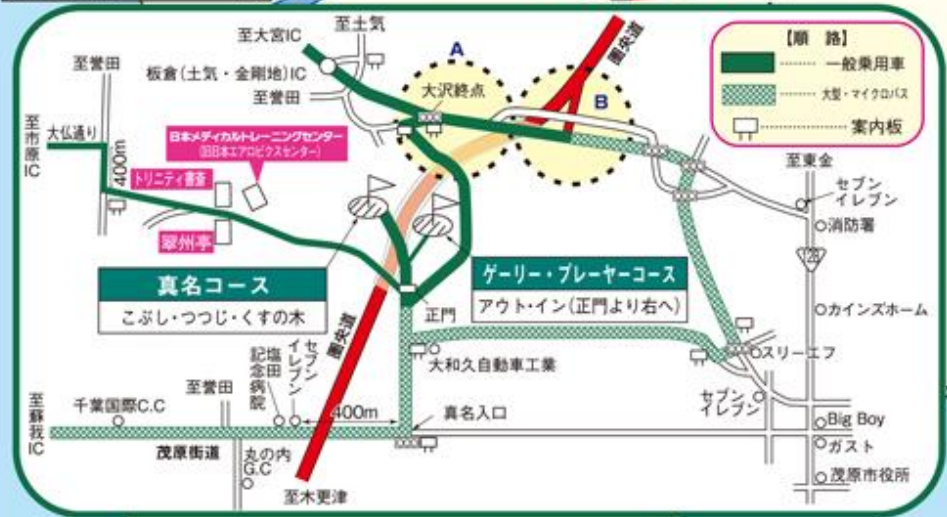 至土気
至大宮IC
板倉(土気・金剛地)IC
至誉田
至誉田
A
大沢終点
圏央道
B
【順 路】
一般乗用車
大型・マイクロバス
案内板
至市原IC
大仏通り
400m
日本メディカルトレーニングセンター
(旧日本エアロビクスセンター)
トリニティ書斎
翠州亭
至東金
セブンイレブン
消防署
128
カインズホーム
真名コース
こぶし・つつじ・くすの木
ゲーリー・プレーヤーコース
アウト・イン(正門より右へ)
正門
圏央道
大和久自動車工業
スリーエフ
セブンイレブン
塩田記念病院
セブンイレブン
至誉田
400m
真名入口
至蘇我IC
千葉国際C.C
茂原街道
丸の内G.C
至木更津
Big Boy
ガスト
茂原市役所